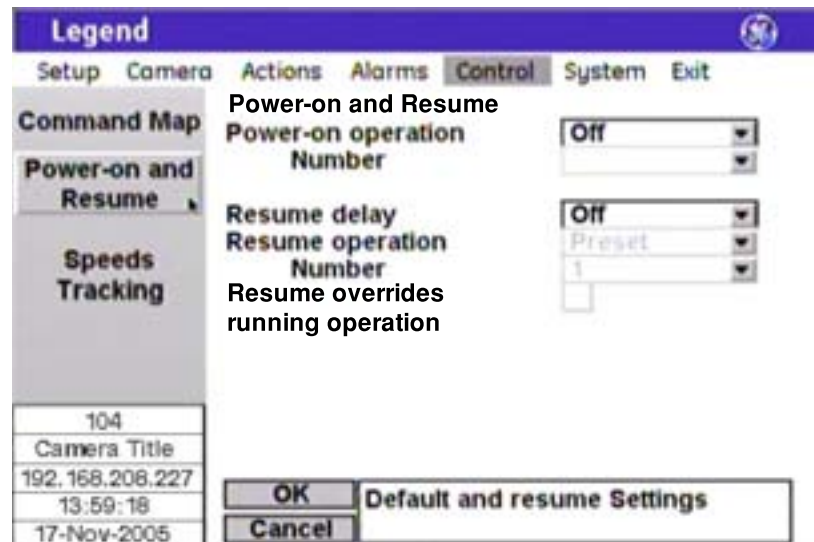 Legend
Setup Camera Actions Alarms Control System Exit
Command Map
Power-on and Resume
Speeds
Tracking
Power-on and Resume
Power-on operation Off
Number
Resume delay Off
Resume operation Preset
Number 1
Resume overrides
running operation
104
Camera Title
192.168.208.227
13:59:18
17-Nov-2005
OK
Cancel
Default and resume Settings